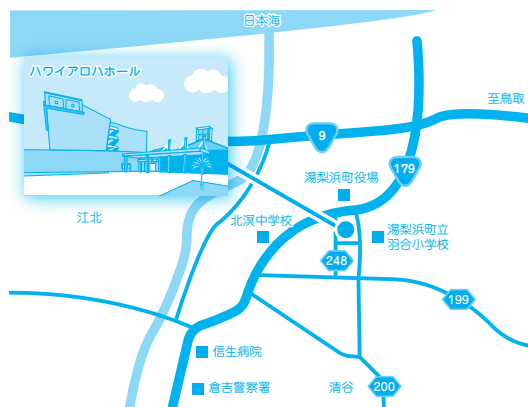 日本海
ハワイアロハホール
至鳥取
9
179
湯梨浜町役場
江北
北溟中学校
湯梨浜町立
羽合小学校
248
199
信生病院
倉吉警察署
清谷
200